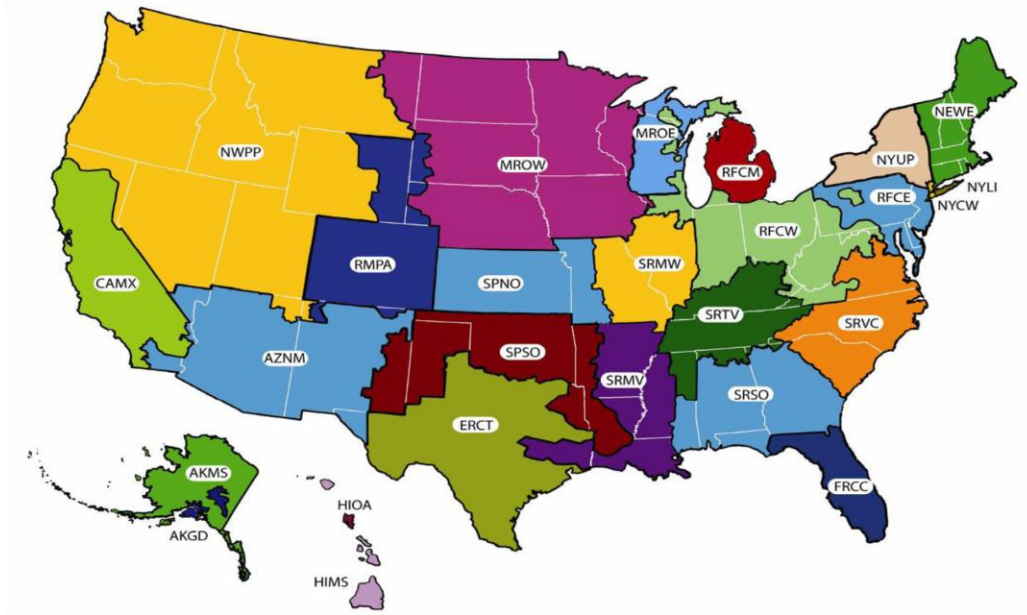 NEWE
MROE
NWPP
NYUP
MROW
RFCM
NYLI
RFCE
NYCW
RFCW
RMPA
SRMW
CAMX
SPNO
SRTV
SRVC
AZNM
SPSO
SRMV
SRSO
ERCT
AKMS
FRCC
HIOA
AKGD
HIMS